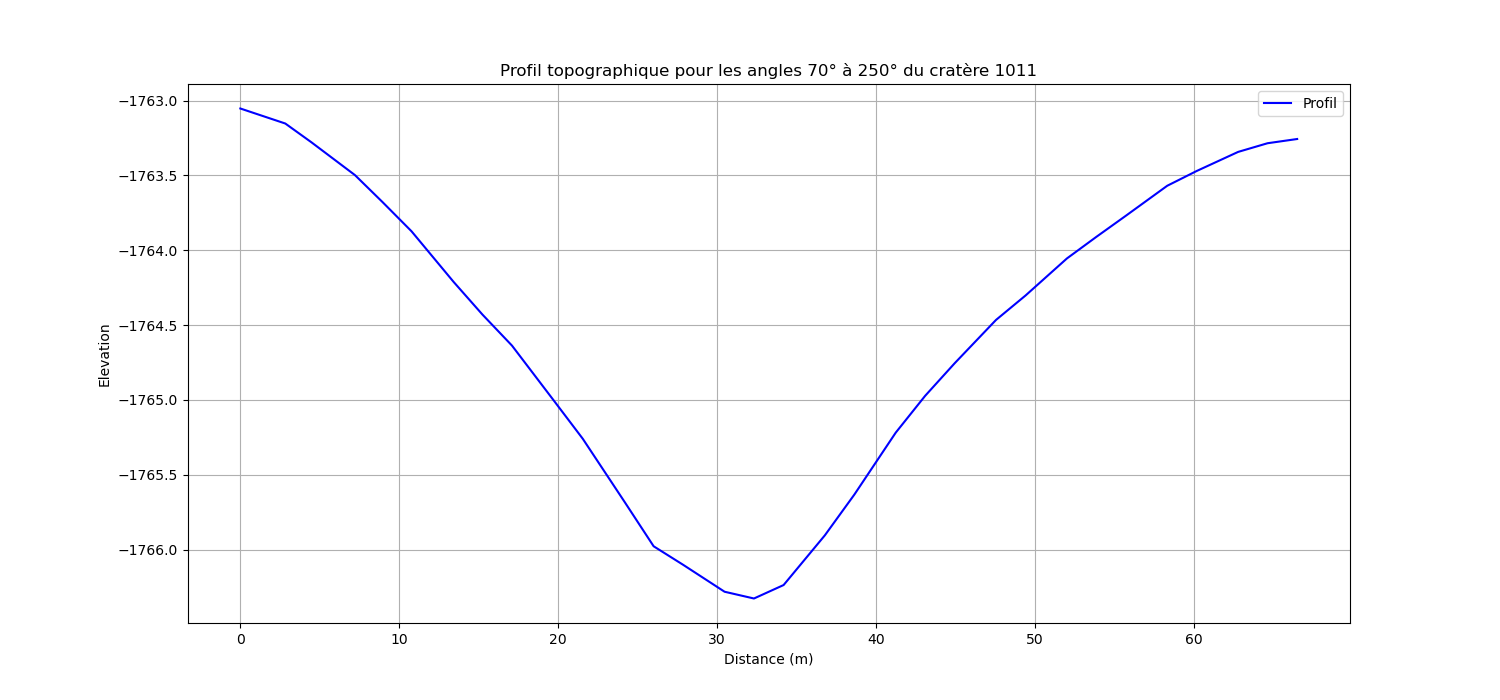 Profil topographique pour les angles 70° à 250° du cratère 1011
Profil
−1763.0
−1763.5
−1764.0
−1764.5
−1765.0
−1765.5
−1766.0
Elevation
0 10 20 30 40 50 60
Distance (m)